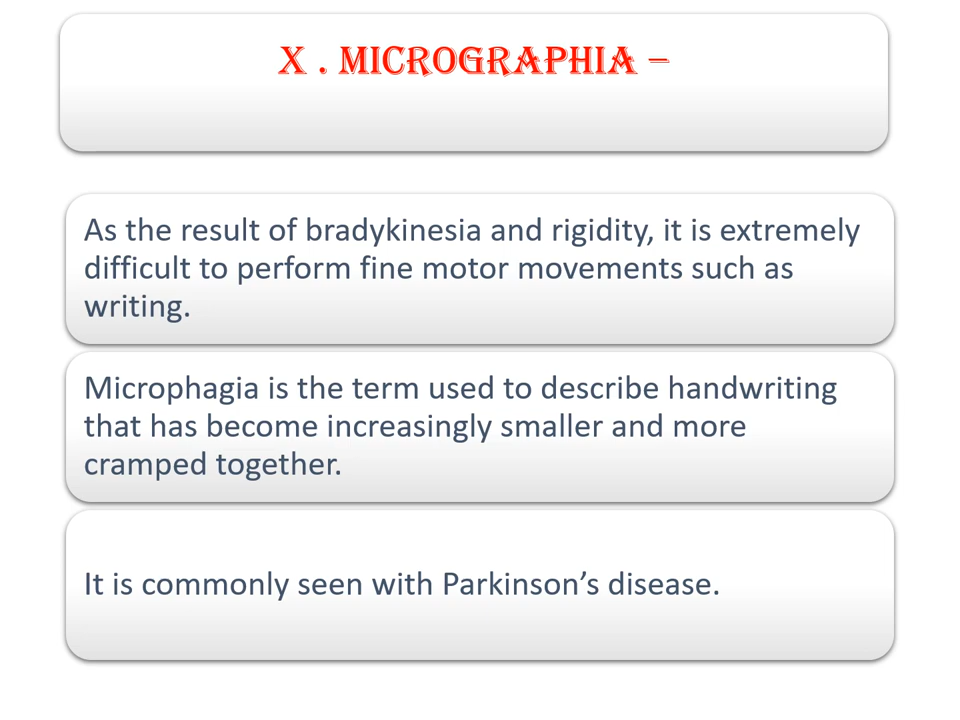 X . MICROGRAPHIA –
As the result of bradykinesia and rigidity, it is extremely
difficult to perform fine motor movements such as
writing.
Microphagia is the term used to describe handwriting
that has become increasingly smaller and more
cramped together.
It is commonly seen with Parkinson’s disease.